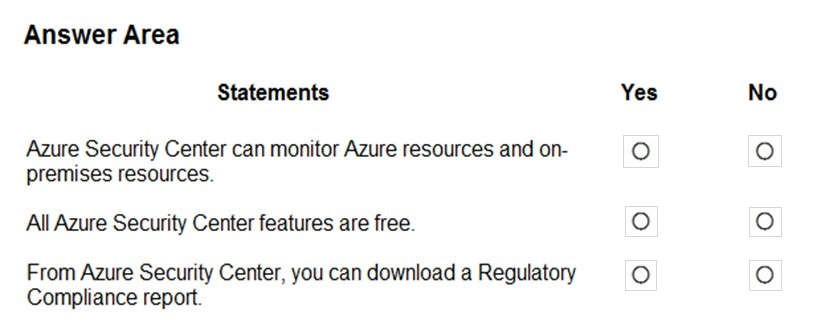 Answer Area
Statements Yes No
Azure Security Center can monitor Azure resources and on-
premises resources.
All Azure Security Center features are free.
From Azure Security Center, you can download a Regulatory
Compliance report.